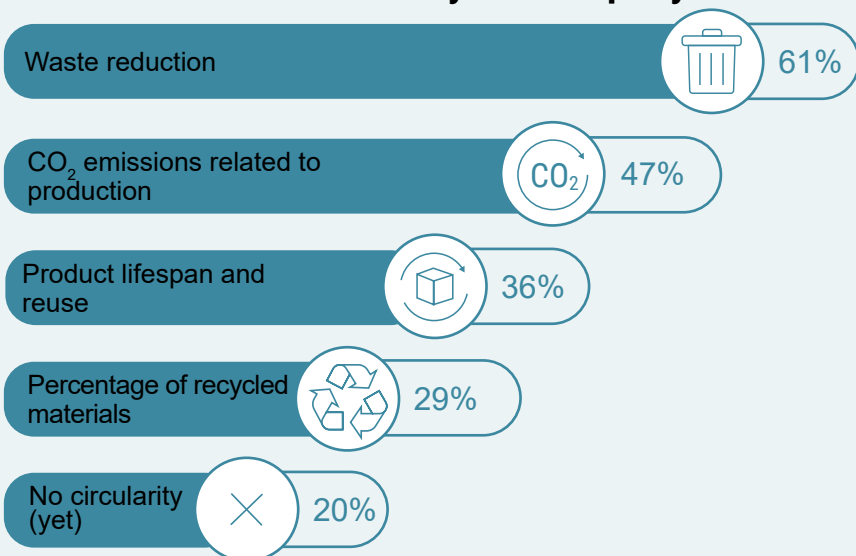 Waste reduction
61%
CO₂ emissions related to
production
CO₂
47%
Product lifespan and
reuse
36%
Percentage of recycled
materials
29%
No circularity
(yet)
20%